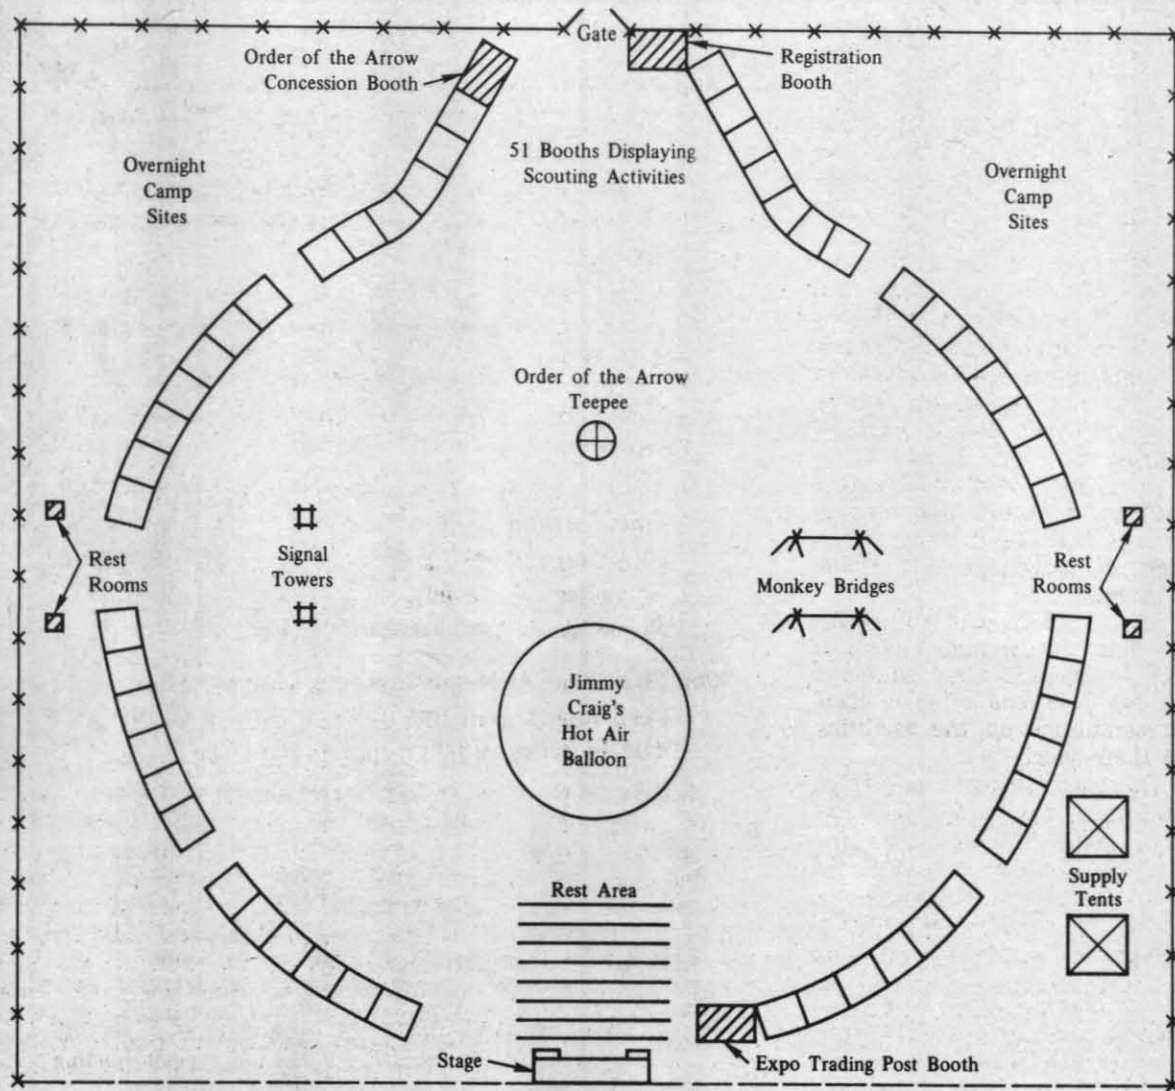 Gate
Order of the Arrow
Concession Booth
Registration
Booth
51 Booths Displaying
Scouting Activities
Overnight
Camp
Sites
Overnight
Camp
Sites
Order of the Arrow
Teepee
Rest
Rooms
Signal
Towers
Monkey Bridges
Rest
Rooms
Jimmy
Craig's
Hot Air
Balloon
Rest Area
Supply
Tents
Stage
Expo Trading Post Booth